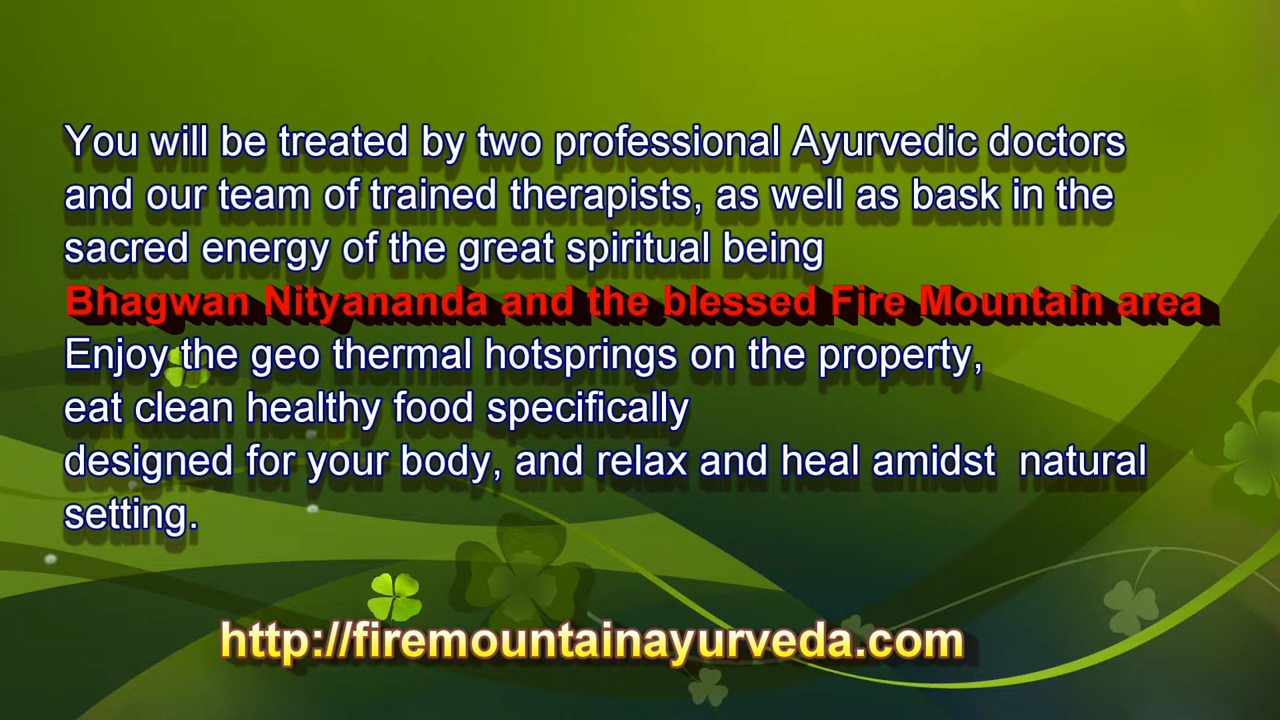 You will be treated by two professional Ayurvedic doctors
and our team of trained therapists, as well as bask in the
sacred energy of the great spiritual being
Bhagwan Nityananda and the blessed Fire Mountain area
Enjoy the geo thermal hotsprings on the property,
eat clean healthy food specifically
designed for your body, and relax and heal amidst  natural
setting.
http://firemountainayurveda.com